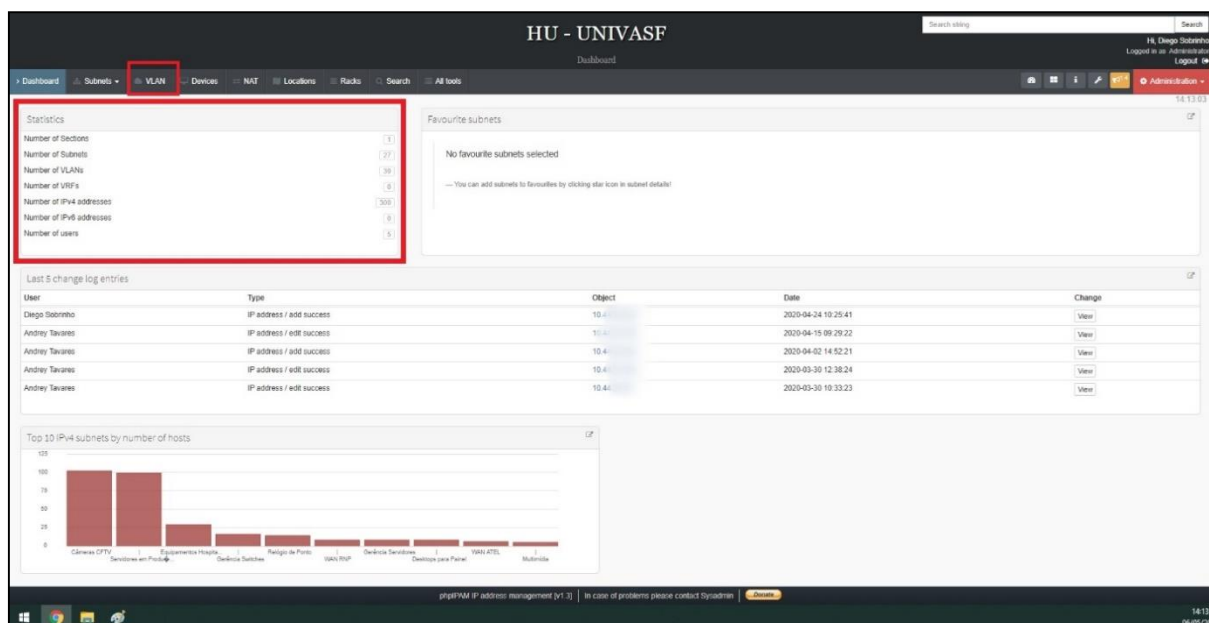 HU - UNIVASF
Dashboard
Search string
Search
Hi, Diego Sobrinho
Logged in as Administrator
Logout
Dashboard Subnets VLAN Devices NAT Locations Racks Search All tools
Administration
14:13:03
Statistics
Number of Sections 1
Number of Subnets 27
Number of VLANs
Number of VRFs 0
Number of IPv4 addresses 300
Number of IPv6 addresses 0
Number of users 5
Favourite subnets
No favourite subnets selected
— You can add subnets to favourites by clicking star icon in subnet details!
Last 5 change log entries
User Type Object Date Change
Diego Sobrinho IP address / add success 2020-04-24 10:25:41 View
Andrey Tavares IP address / edit success 2020-04-15 09:29:22 View
Andrey Tavares IP address / add success 2020-04-02 14:52:21 View
Andrey Tavares IP address / edit success 2020-03-30 12:38:24 View
Andrey Tavares IP address / edit success 10.44 2020-03-30 10:33:23 View
Top 10 IPv4 subnets by number of hosts
125
100
75
50
25
0
Câmeras CFTV Equipamentos Hospita... Relógio de Ponto Gerência Servidores WAN ATEL
Servidores em Produ�... Gerência Switches WAN RNP Desktops para Painel Multimídia
phpIPAM IP address management [v1.3] In case of problems please contact Sysadmin Donate
14:13